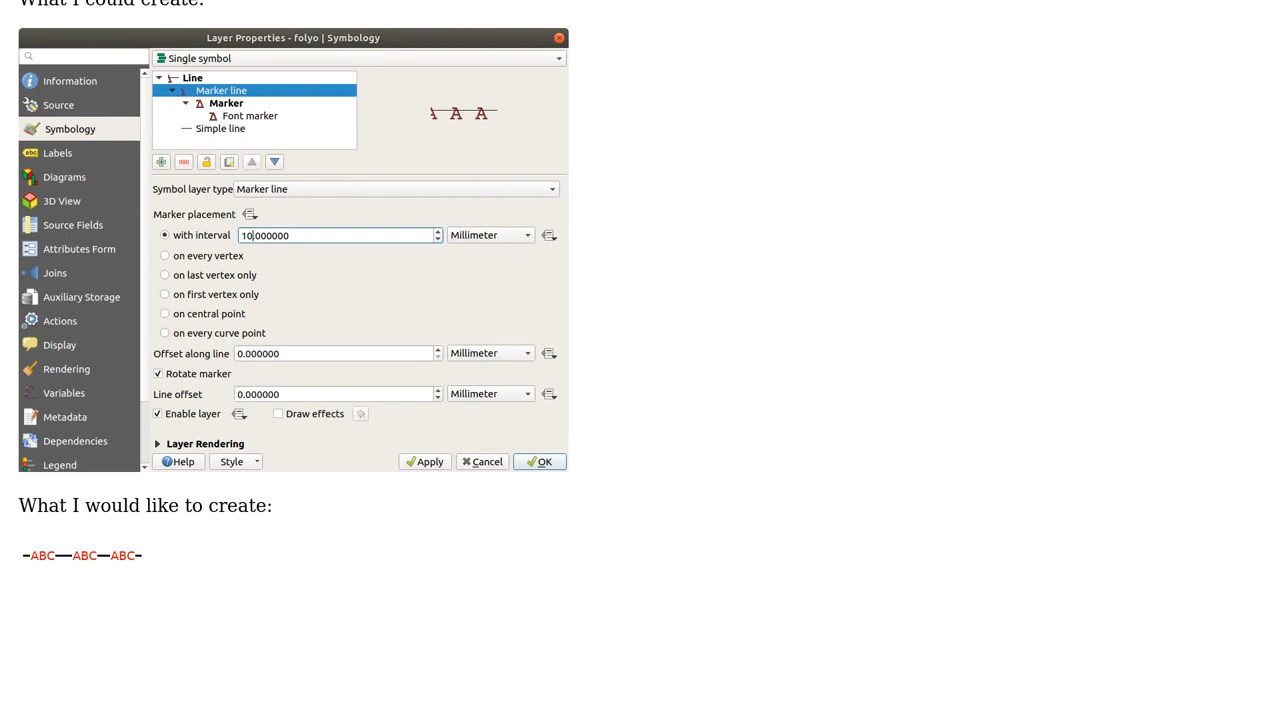 What I could create:
Layer Properties - folyo | Symbology
Single symbol
Information
Source
Symbology
Labels
Diagrams
3D View
Source Fields
Attributes Form
Joins
Auxiliary Storage
Actions
Display
Rendering
Variables
Metadata
Dependencies
Legend
Line
Marker line
Marker
Font marker
Simple line
A A
Symbol layer type Marker line
Marker placement
with interval 10.000000 Millimeter
on every vertex
on last vertex only
on first vertex only
on central point
on every curve point
Offset along line 0.000000 Millimeter
Rotate marker
Line offset 0.000000 Millimeter
Enable layer Draw effects
Layer Rendering
Help Style Apply Cancel OK
What I would like to create:
ABC ABC ABC